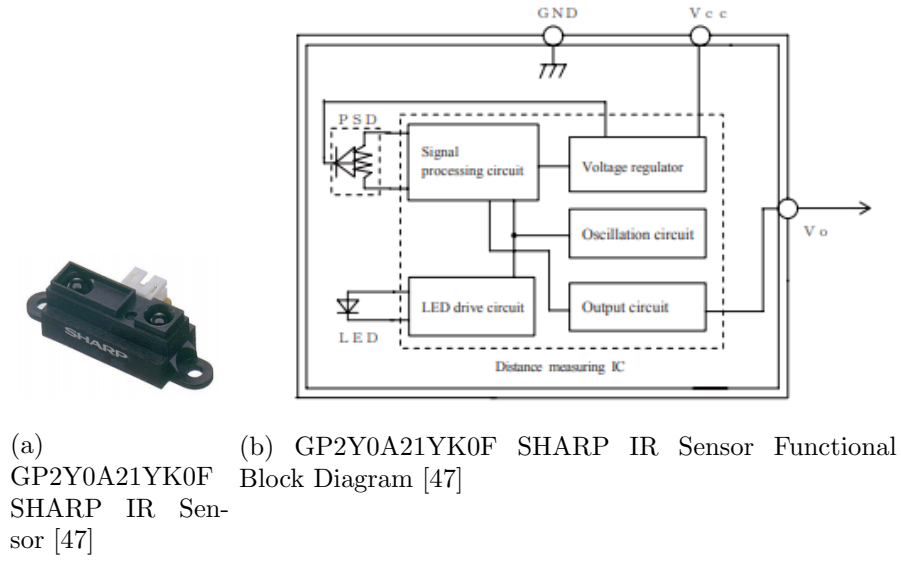 GND
Vcc
PSD
Signal
processing circuit
Voltage regulator
Oscillation circuit
Vo
LED drive circuit
Output circuit
LED
Distance measuring IC
SHARP
(a)
GP2Y0A21YK0F
SHARP IR Sen-
sor [47]
(b) GP2Y0A21YK0F SHARP IR Sensor Functional
Block Diagram [47]